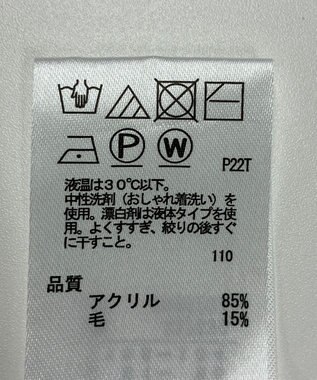 P W P22T
液温は30℃以下。
中性洗剤（おしゃれ着洗い）を
使用。漂白剤は液体タイプを使
用。よくすすぎ、絞りの後すぐ
に干すこと。
110
品質
アクリル 85%
毛 15%